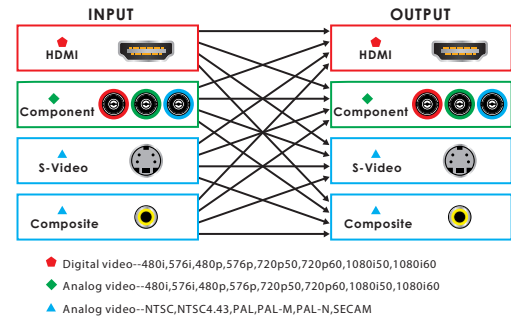 INPUT OUTPUT
HDMI HDMI
Component Component
S-Video S-Video
Composite Composite
Digital video--480i,576i,480p,576p,720p50,720p60,1080i50,1080i60
Analog video--480i,576i,480p,576p,720p50,720p60,1080i50,1080i60
Analog video--NTSC,NTSC4.43,PAL,PAL-M,PAL-N,SECAM